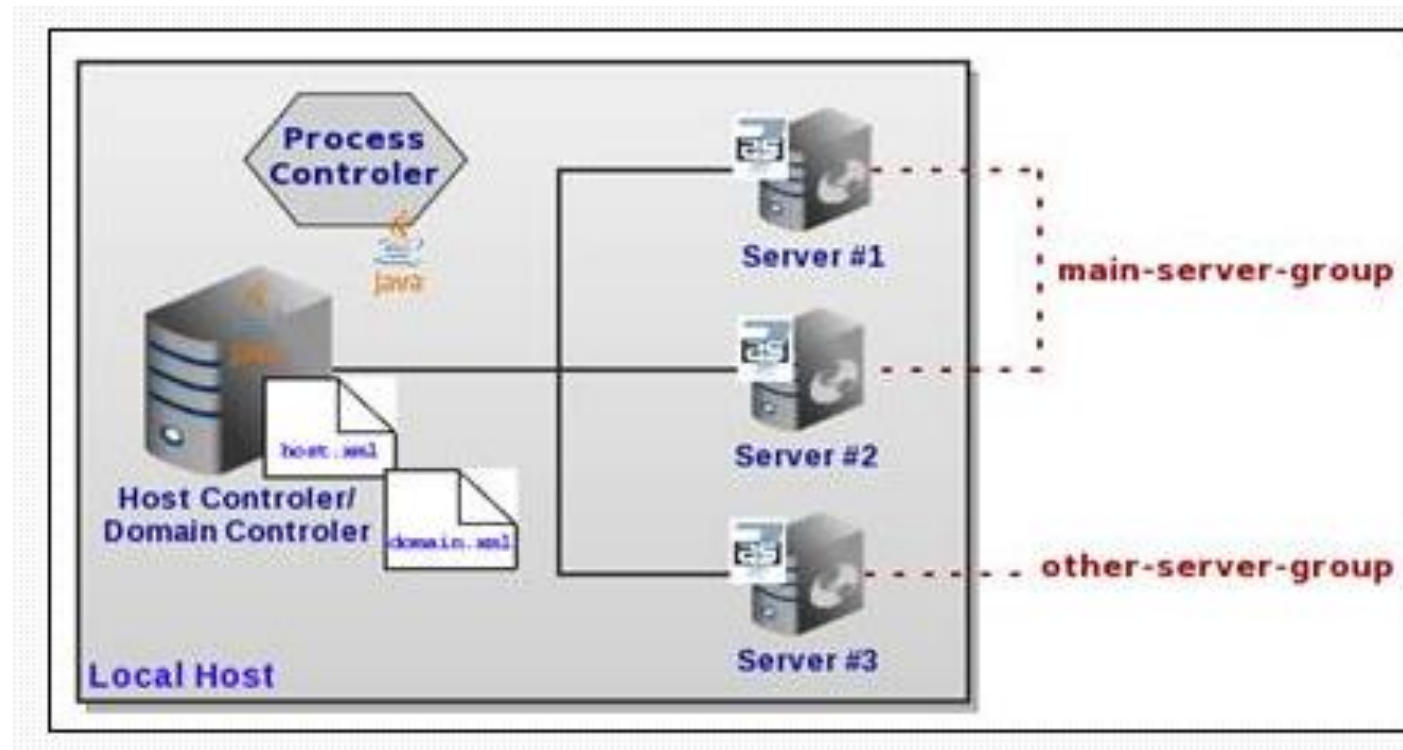 Process
Controler
Java
Server #1
main-server-group
Server #2
host.xml
Host Controler/
Domain Controler
domain.xml
other-server-group
Server #3
Local Host